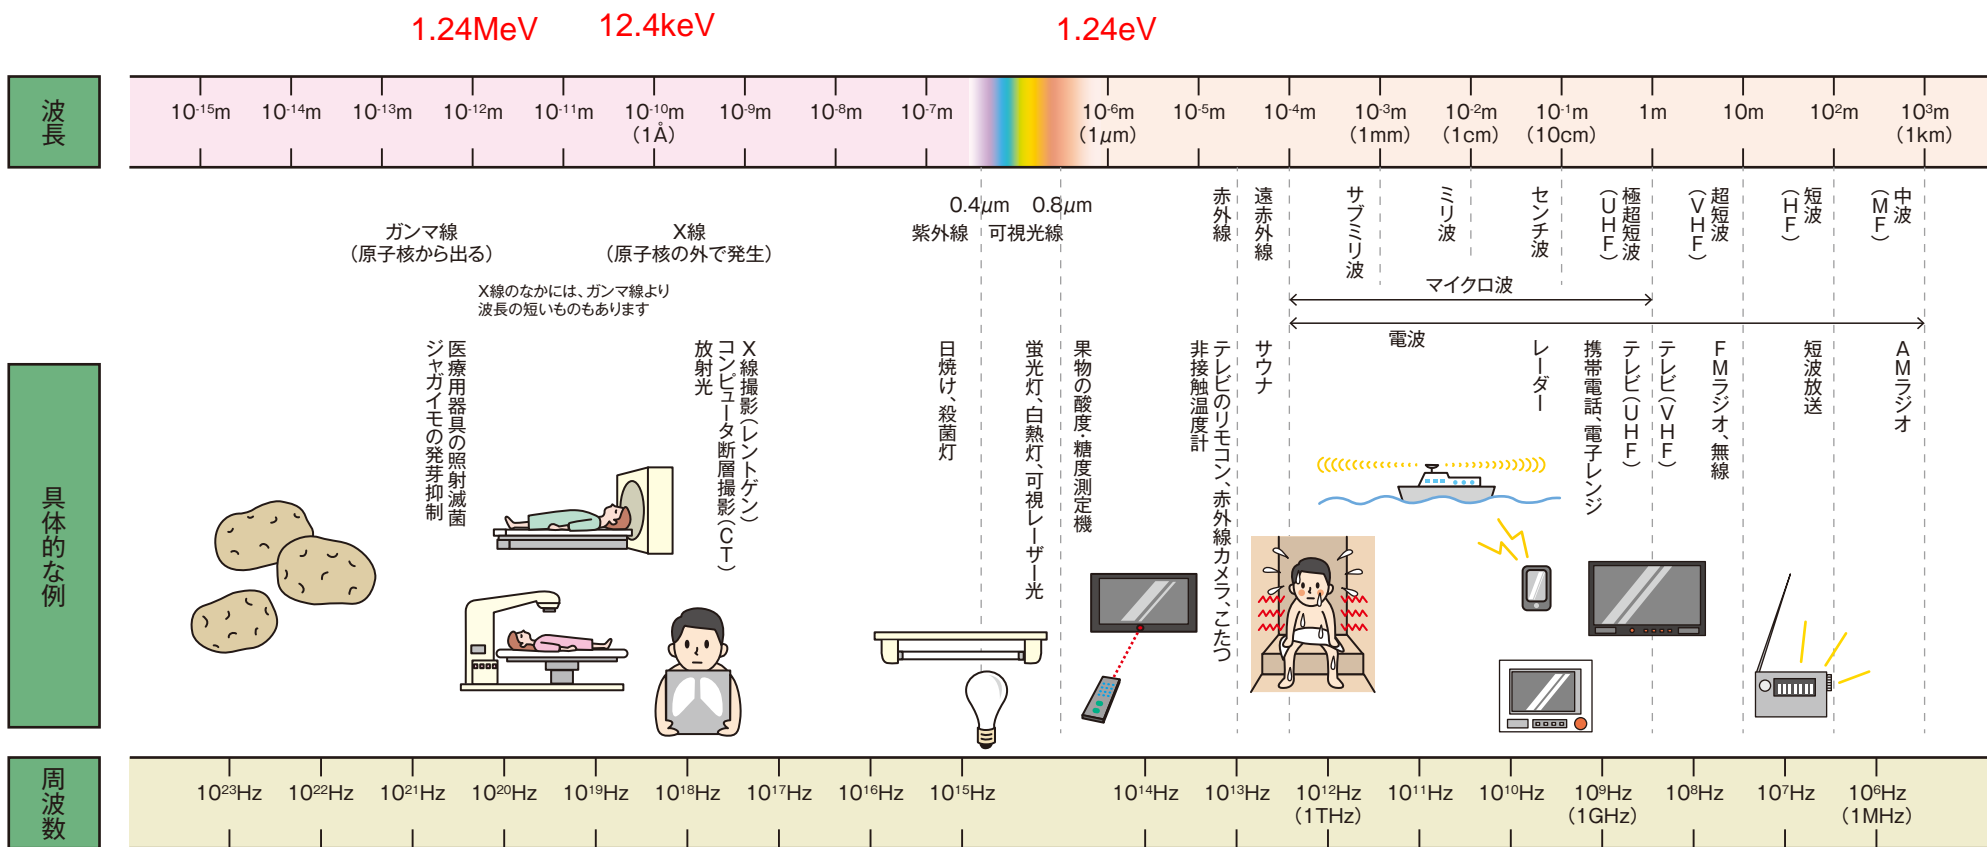 1.24MeV 12.4keV 1.24eV
波長
10-15m 10-14m 10-13m 10-12m 10-11m 10-10m 10-9m 10-8m 10-7m 10-6m 10-5m 10-4m 10-3m 10-2m 10-1m 1m 10m 102m 103m
(1Å) (1μm) (1mm) (1cm) (10cm) (1km)
0.4μm 0.8μm
ガンマ線
(原子核から出る)
X線
(原子核の外で発生)
X線のなかには、ガンマ線より
波長の短いものもあります
紫外線
可視光線
赤外線
遠赤外線
サブミリ波
ミリ波
センチ波
極超短波
(UHF)
超短波
(VHF)
短波
(HF)
中波
(MF)
マイクロ波
電波
具体的な例
医療用器具の照射滅菌
ジャガイモの発芽抑制
X線撮影(レントゲン)
コンピュータ断層撮影(CT)
放射光
日焼け、殺菌灯
蛍光灯、白熱灯、可視レーザー光
果物の酸度・糖度測定機
テレビのリモコン、赤外線カメラ、こたつ
非接触温度計
サウナ
レーダー
携帯電話、電子レンジ
テレビ(UHF)
テレビ(VHF)
FMラジオ、無線
短波放送
AMラジオ
周波数
1023Hz 1022Hz 1021Hz 1020Hz 1019Hz 1018Hz 1017Hz 1016Hz 1015Hz 1014Hz 1013Hz 1012Hz 1011Hz 1010Hz 109Hz 108Hz 107Hz 106Hz
(1THz) (1GHz) (1MHz)